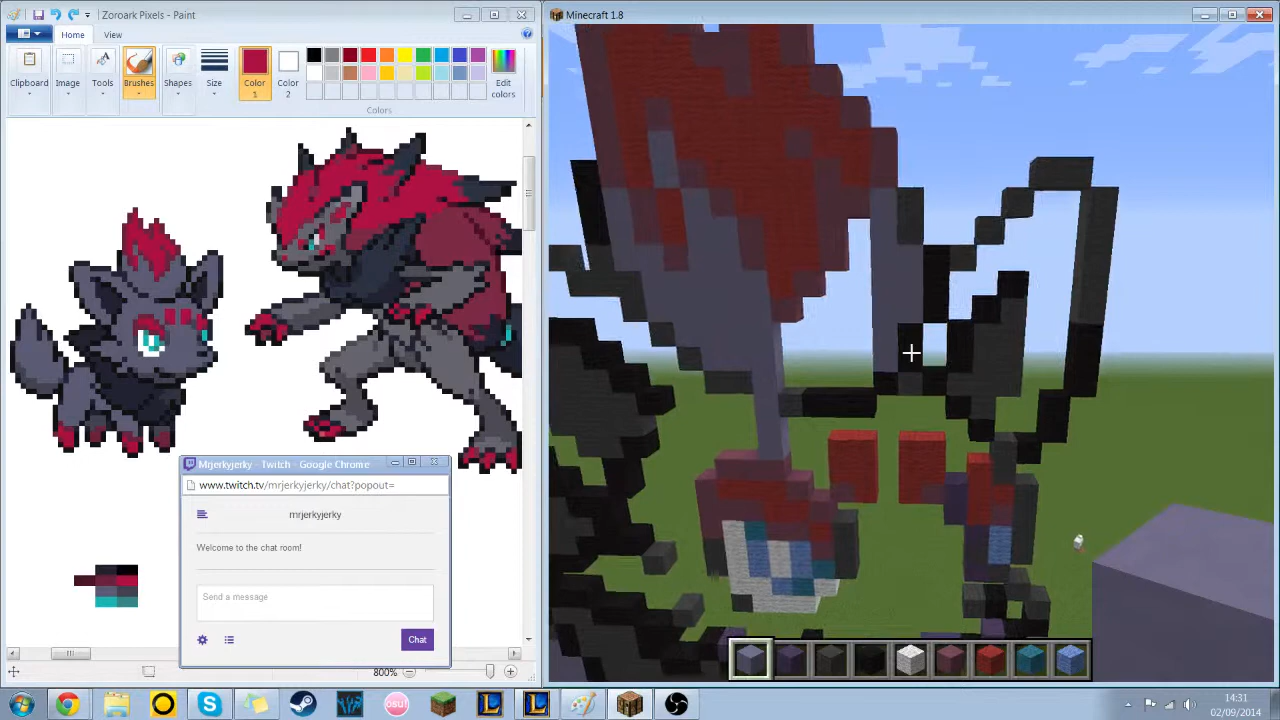 Zoroark Pixels - Paint
Home
View
Clipboard
Image
Tools
Brushes
Shapes
Size
Color 1
Color 2
Edit colors
Colors
Mrjerkyjerky - Twitch - Google Chrome
www.twitch.tv/mrjerkyjerky/chat?popout=
mrjerkyjerky
Welcome to the chat room!
Send a message
Chat
800%
Minecraft 1.8
osu!
14:31
02/09/2014